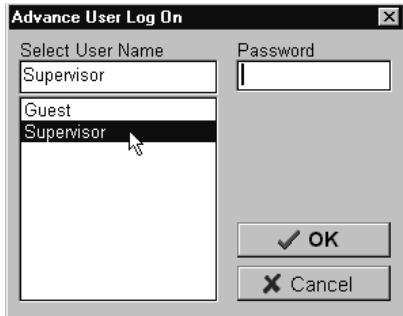 Advance User Log On
Select User Name
Password
Supervisor
Guest
Supervisor
OK
Cancel